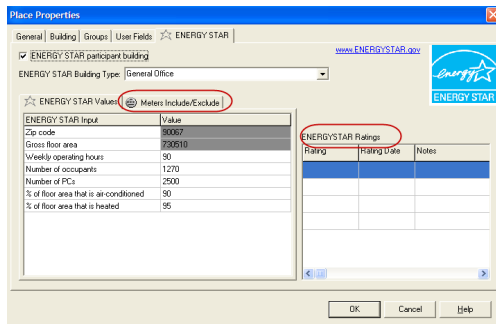 Place Properties
General Building Groups User Fields ENERGY STAR
ENERGY STAR participant building
www.ENERGYSTAR.gov
ENERGY STAR Building Type: General Office
energy
ENERGY STAR
ENERGY STAR Values Meters Include/Exclude
ENERGY STAR Input Value
Zip code 90067
Gross floor area 730510
Weekly operating hours 90
Number of occupants 1270
Number of PCs 2500
% of floor area that is air-conditioned 90
% of floor area that is heated 95
ENERGYSTAR Ratings
Rating Rating Date Notes
OK Cancel Help